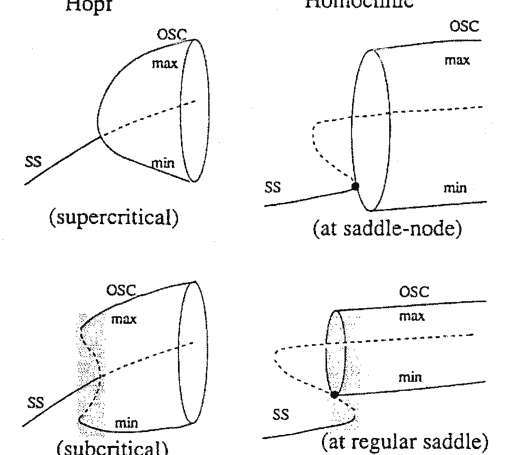 Hopf
Homoclinic
OSC
max
SS
min
(supercritical)
OSC
max
SS
min
(at saddle-node)
OSC
max
SS
min
(subcritical)
OSC
max
min
SS
(at regular saddle)